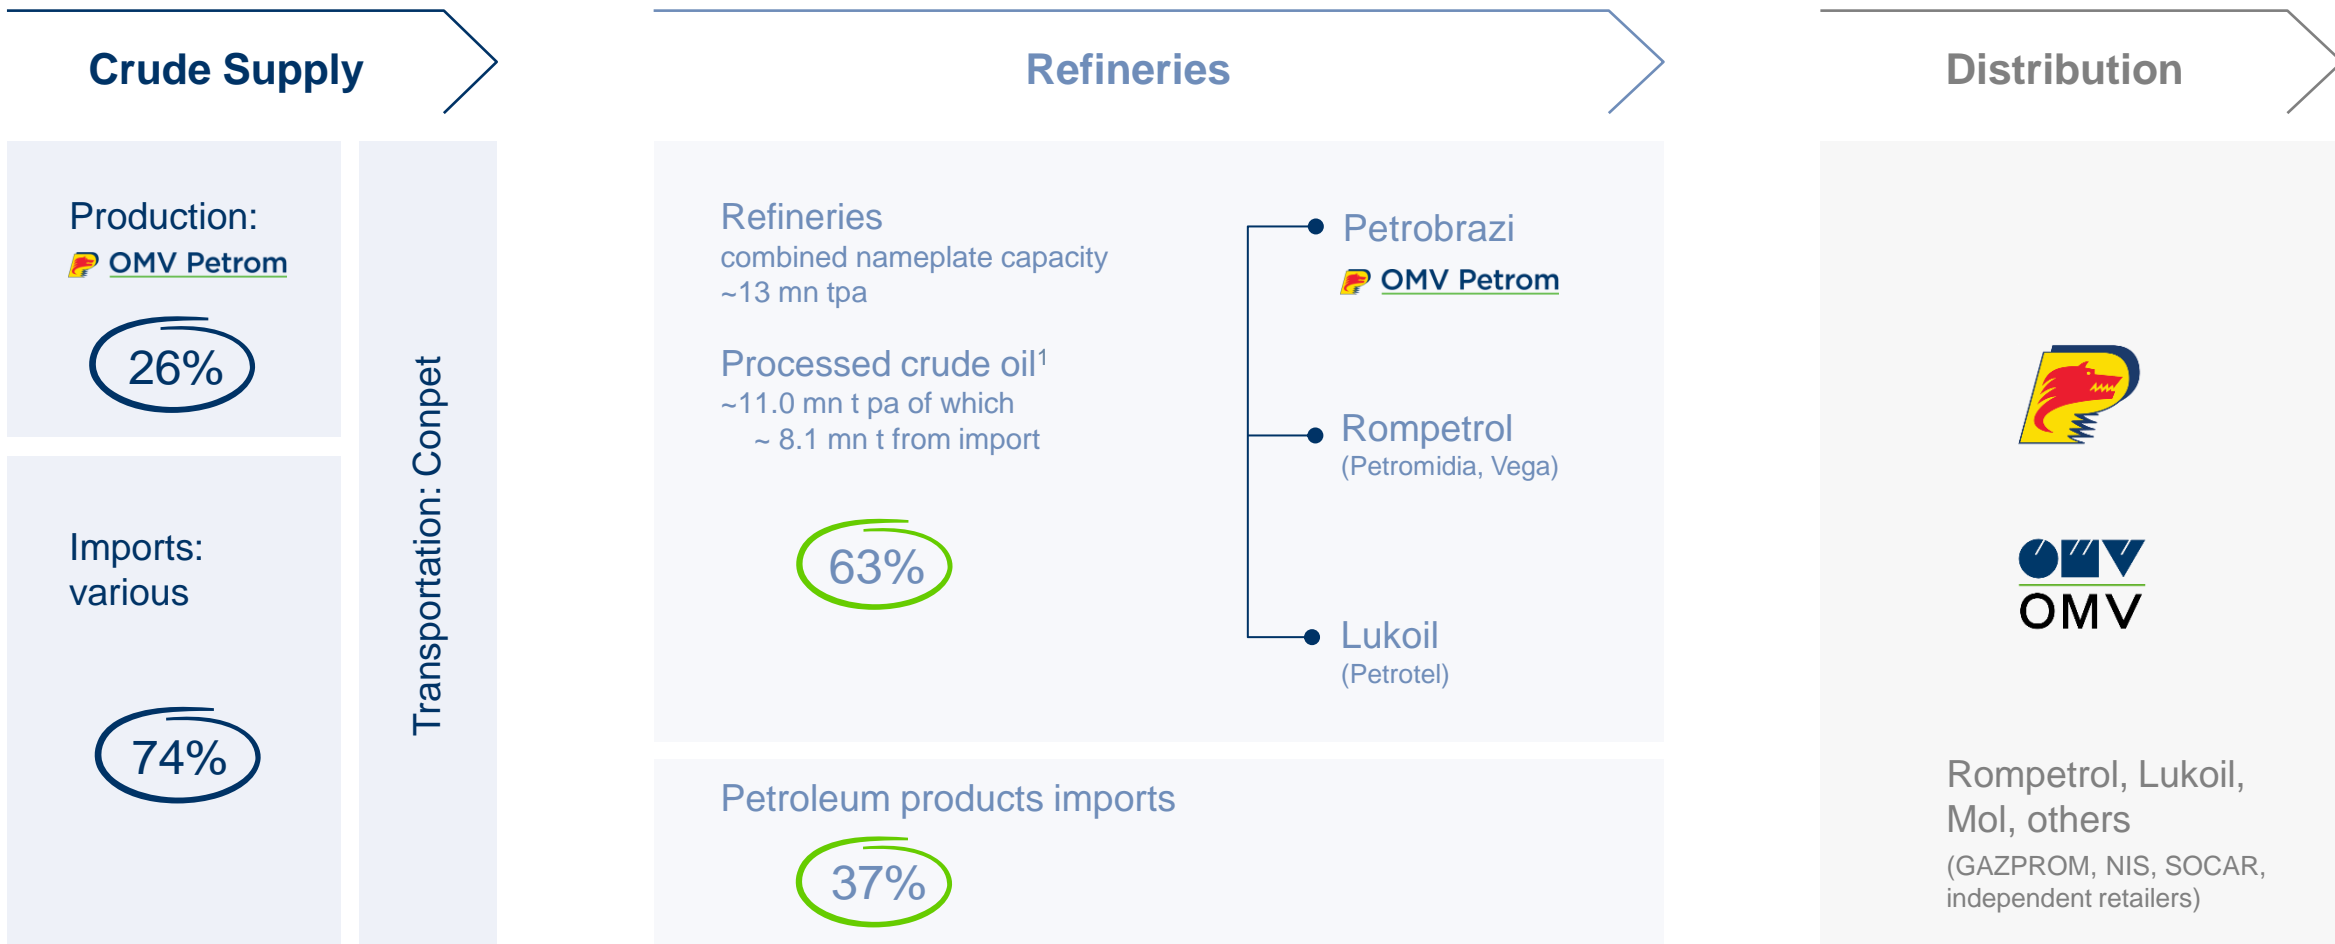 Crude Supply
Refineries
Distribution
Production:
OMV Petrom
26%
Imports:
various
74%
Transportation: Conpet
Refineries
combined nameplate capacity
~13 mn tpa
Processed crude oil¹
~11.0 mn t pa of which
~ 8.1 mn t from import
63%
Petrobrazi
OMV Petrom
Rompetrol
(Petromidia, Vega)
Lukoil
(Petrotel)
Petroleum products imports
37%
OMV
OMV
Rompetrol, Lukoil,
Mol, others
(GAZPROM, NIS, SOCAR,
independent retailers)